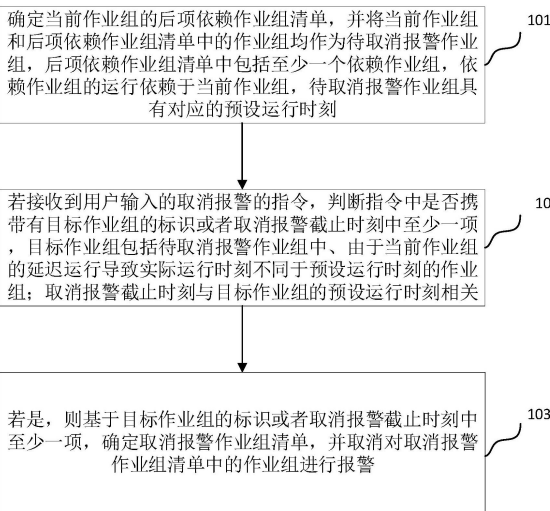 确定当前作业组的后项依赖作业组清单，并将当前作业组
和后项依赖作业组清单中的作业组均作为待取消报警作业
组，后项依赖作业组清单中包括至少一个依赖作业组，依
赖作业组的运行依赖于当前作业组，待取消报警作业组具
有对应的预设运行时刻
101
若接收到用户输入的取消报警的指令，判断指令中是否携
带有目标作业组的标识或者取消报警截止时刻中至少一项
，目标作业组包括待取消报警作业组中、由于当前作业组
的延迟运行导致实际运行时刻不同于预设运行时刻的作业
组；取消报警截止时刻与目标作业组的预设运行时刻相关
10
若是，则基于目标作业组的标识或者取消报警截止时刻中
至少一项，确定取消报警作业组清单，并取消对取消报警
作业组清单中的作业组进行报警
103